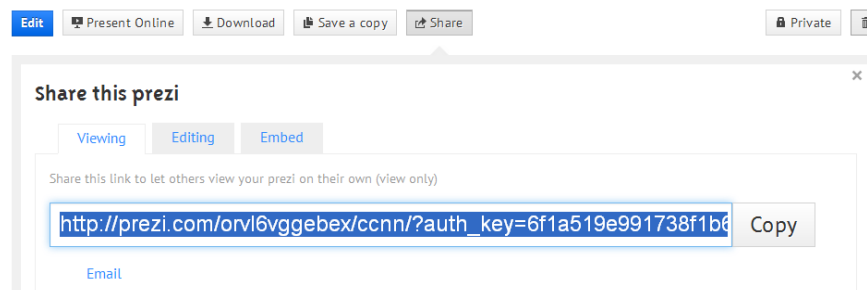 Edit Present Online Download Save a copy Share Private
Share this prezi
Viewing Editing Embed
Share this link to let others view your prezi on their own (view only)
http://prezi.com/orvl6vggebex/ccnn/?auth_key=6f1a519e991738f1b6 Copy
Email